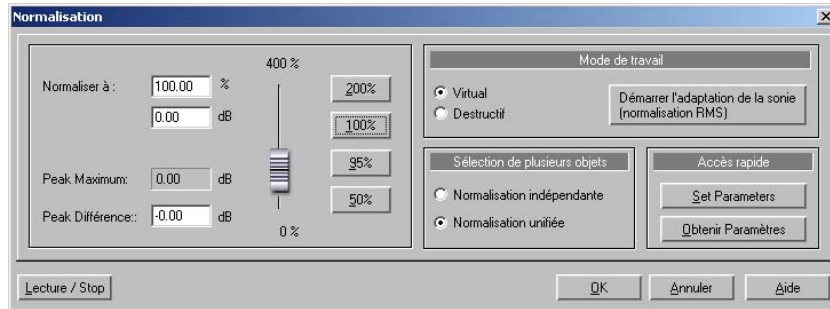 Normalisation
Normaliser à :
100.00 %
0.00 dB
Peak Maximum: 0.00 dB
Peak Différence:: -0.00 dB
400 %
0 %
200%
100%
95%
50%
Mode de travail
Virtual
Destructif
Démarrer l'adaptation de la sonie
(normalisation RMS)
Sélection de plusieurs objets
Normalisation indépendante
Normalisation unifiée
Accès rapide
Set Parameters
Obtenir Paramètres
Lecture / Stop
OK
Annuler
Aide